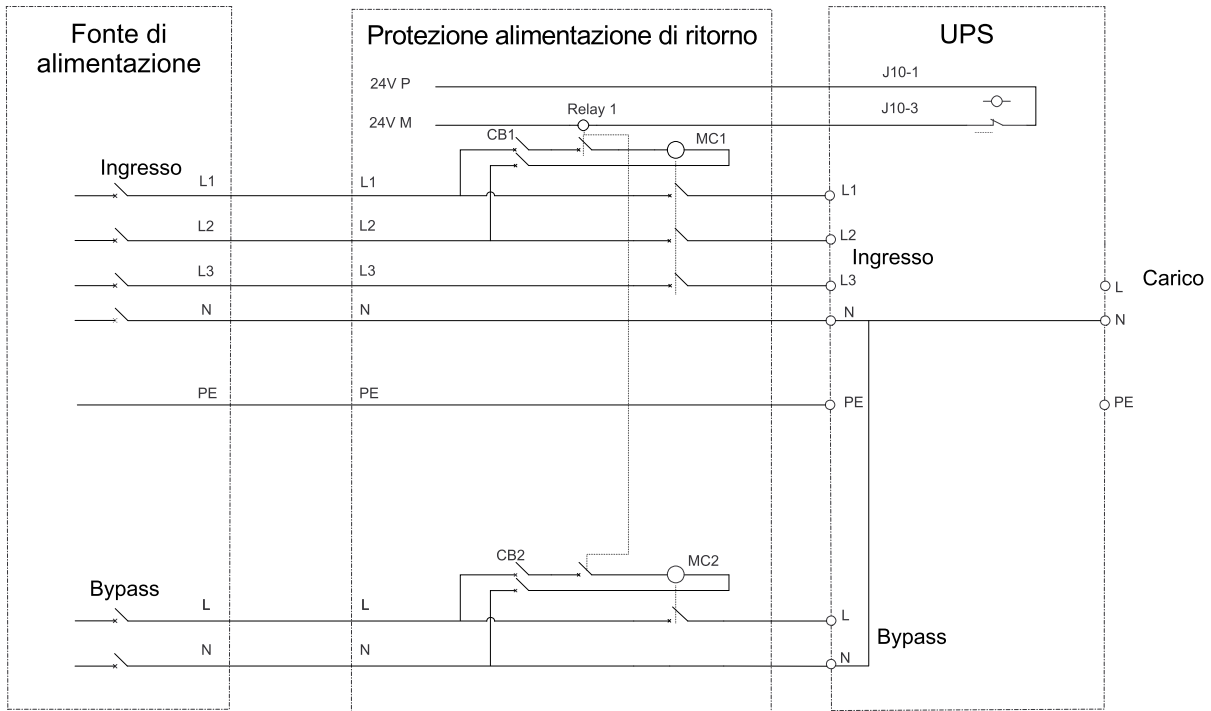 Fonte di
alimentazione
Protezione alimentazione di ritorno
UPS
24V P
J10-1
24V M
Relay 1
J10-3
CB1
MC1
Ingresso
L1
L1
L1
L2
L2
L2
Ingresso
L3
L3
L3
L
Carico
N
N
N
N
PE
PE
PE
PE
CB2
MC2
Bypass
L
L
L
Bypass
N
N
N